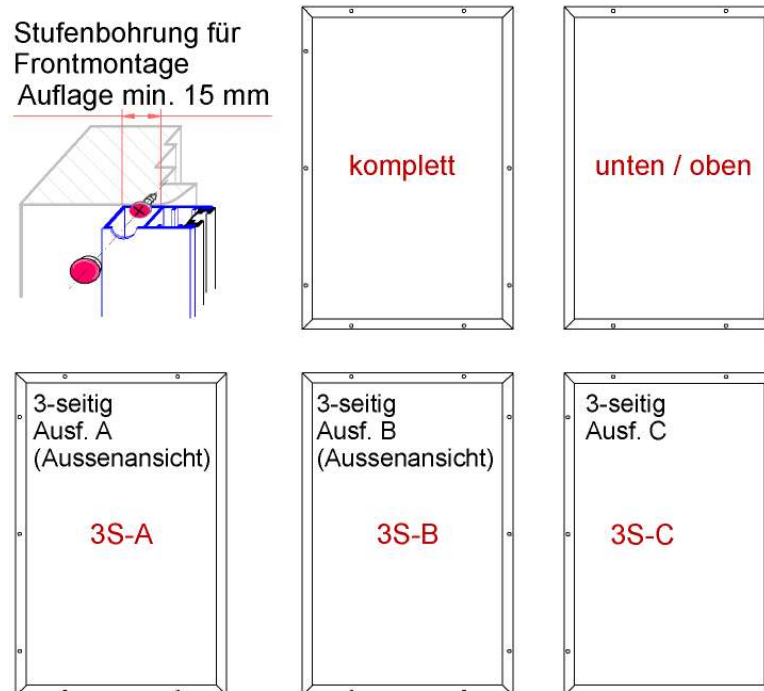 Stufenbohrung für
Frontmontage
Auflage min. 15 mm
komplett
unten / oben
3-seitig
Ausf. A
(Aussenansicht)
3S-A
3-seitig
Ausf. B
(Aussenansicht)
3S-B
3-seitig
Ausf. C
3S-C